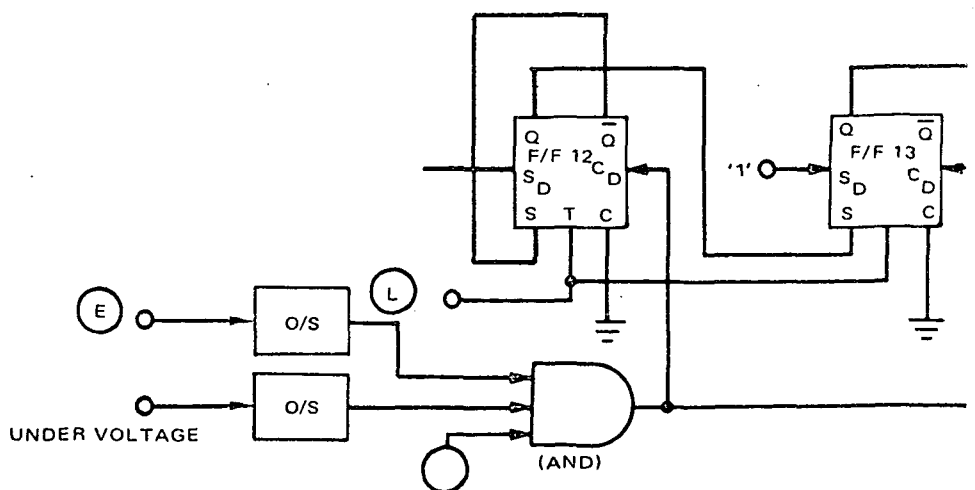 Q Q̅
F/F 12
S_D C_D
S T C
Q Q̅
F/F 13
'1' S_D C_D
S C
L
E
O/S
O/S
UNDER VOLTAGE
(AND)